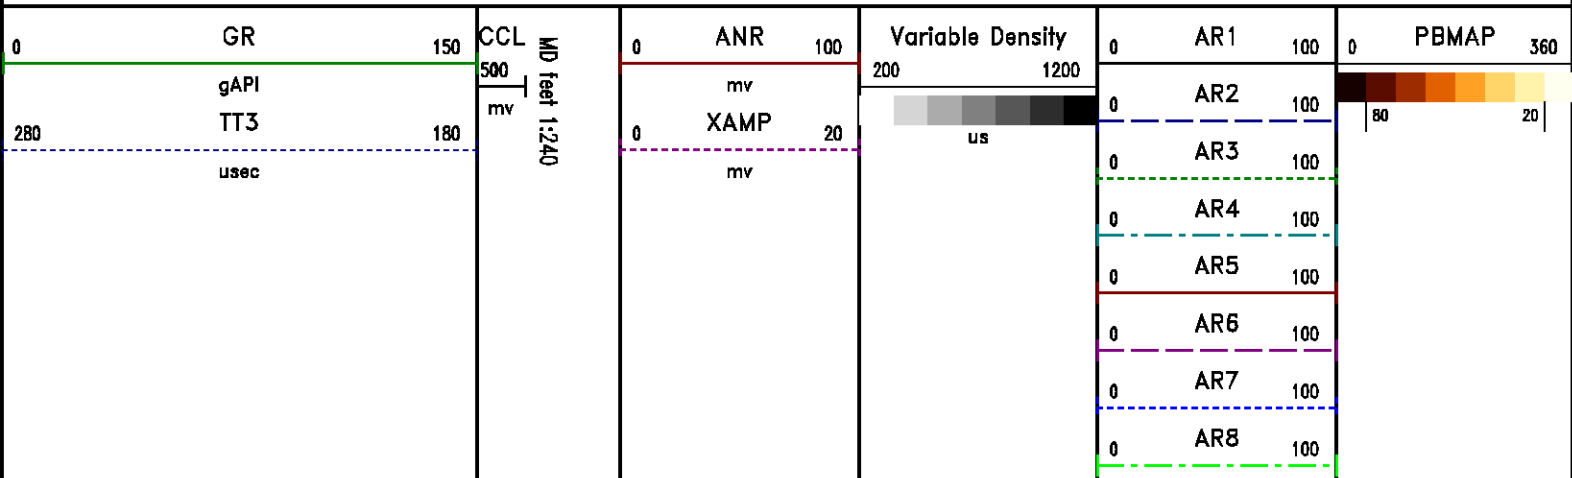 0 GR 150
gAPI
280 TT3 180
usec
CCL
mv
MD feet 1:240
0 ANR 100
mv
0 XAMP 20
mv
Variable Density
200 1200
us
0 AR1 100
0 AR2 100
0 AR3 100
0 AR4 100
0 AR5 100
0 AR6 100
0 AR7 100
0 AR8 100
0 PBMAP 360
80 20